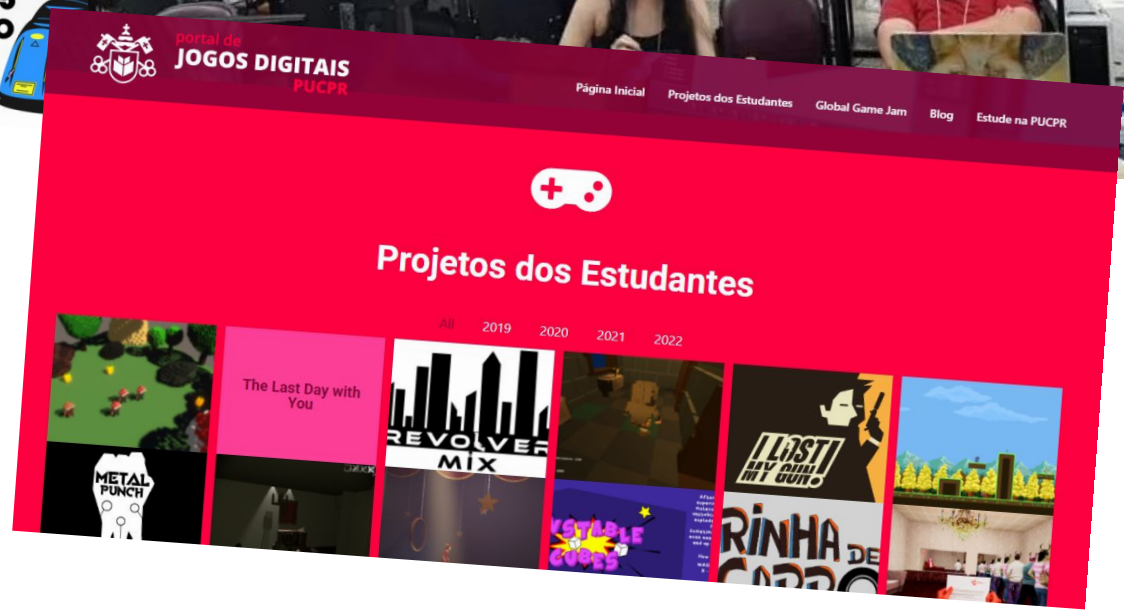 portal de
JOGOS DIGITAIS
PUCPR
Página Inicial Projetos dos Estudantes Global Game Jam Blog Estude na PUCPR
Projetos dos Estudantes
All 2019 2020 2021 2022
The Last Day with
You
REVOLVER
MIX
I LOST
MY GUN!
METAL
PUNCH
CUBES
RINHA DE
CARRO